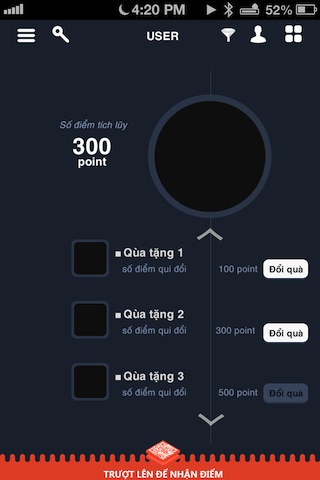 4:20 PM
52%
USER
Số điểm tích lũy
300
point
Qùa tặng 1
số điểm qui đổi
100 point
Đổi quà
Qùa tặng 2
số điểm qui đổi
300 point
Đổi quà
Qùa tặng 3
số điểm qui đổi
500 point
Đổi quà
TRƯỢT LÊN ĐỂ NHẬN ĐIỂM